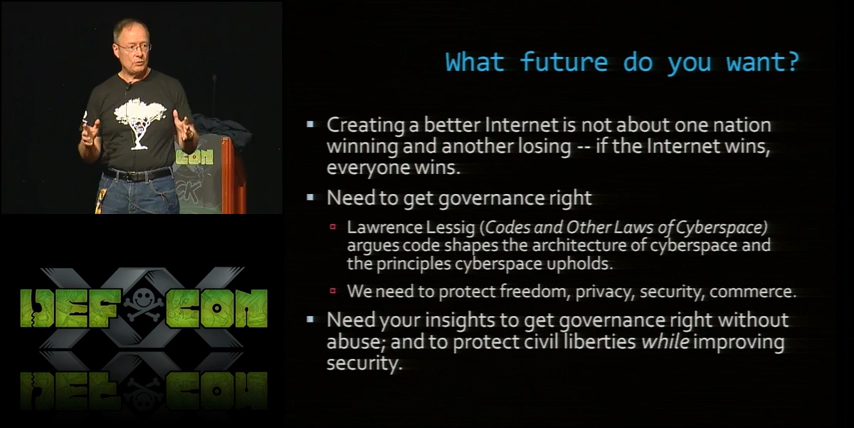 What future do you want?
▪ Creating a better Internet is not about one nation
winning and another losing -- if the Internet wins,
everyone wins.
▪ Need to get governance right
▫ Lawrence Lessig (Codes and Other Laws of Cyberspace)
argues code shapes the architecture of cyberspace and
the principles cyberspace upholds.
▫ We need to protect freedom, privacy, security, commerce.
▪ Need your insights to get governance right without
abuse; and to protect civil liberties while improving
security.
CON
XX
DEF CON